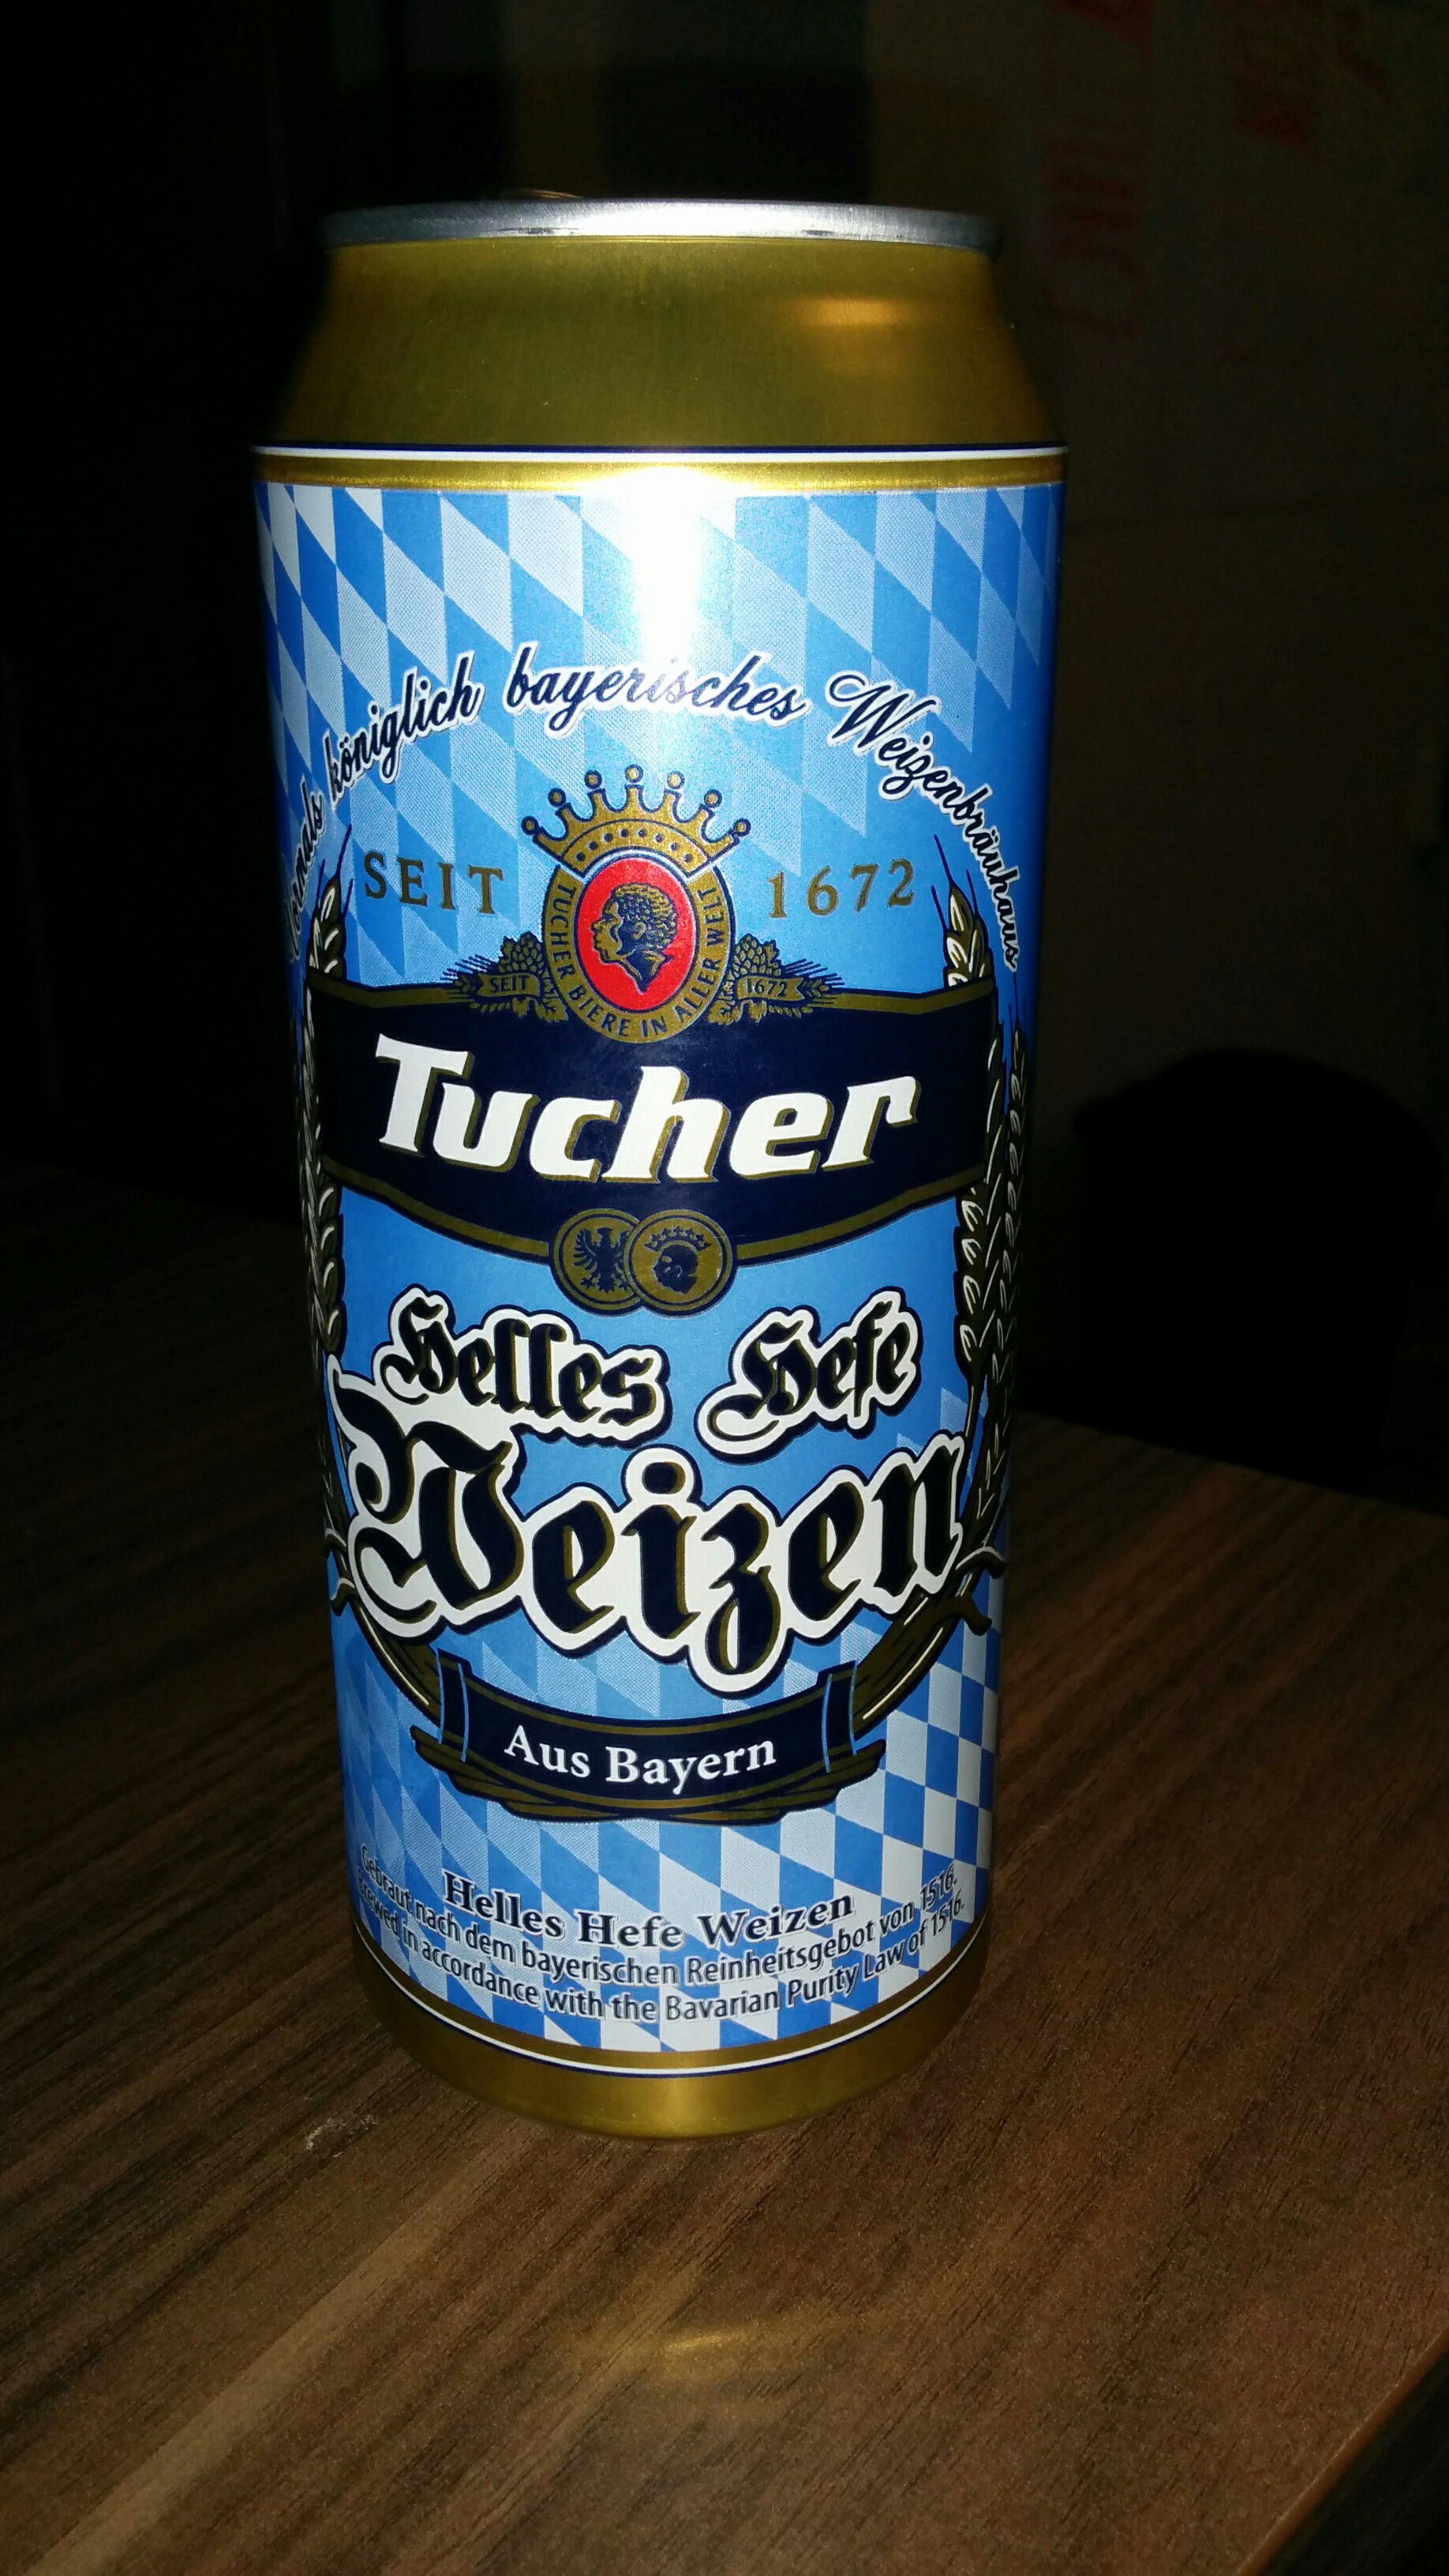 Vormals königlich bayerisches Weizenbräuhaus
SEIT 1672
TUCHER BIERE IN ALLER WELT
SEIT 1672
Tucher
Helles Hefe
Weizen
Aus Bayern
Helles Hefe Weizen
Gebraut nach dem bayerischen Reinheitsgebot von 1516.
Brewed in accordance with the Bavarian Purity Law of 1516.